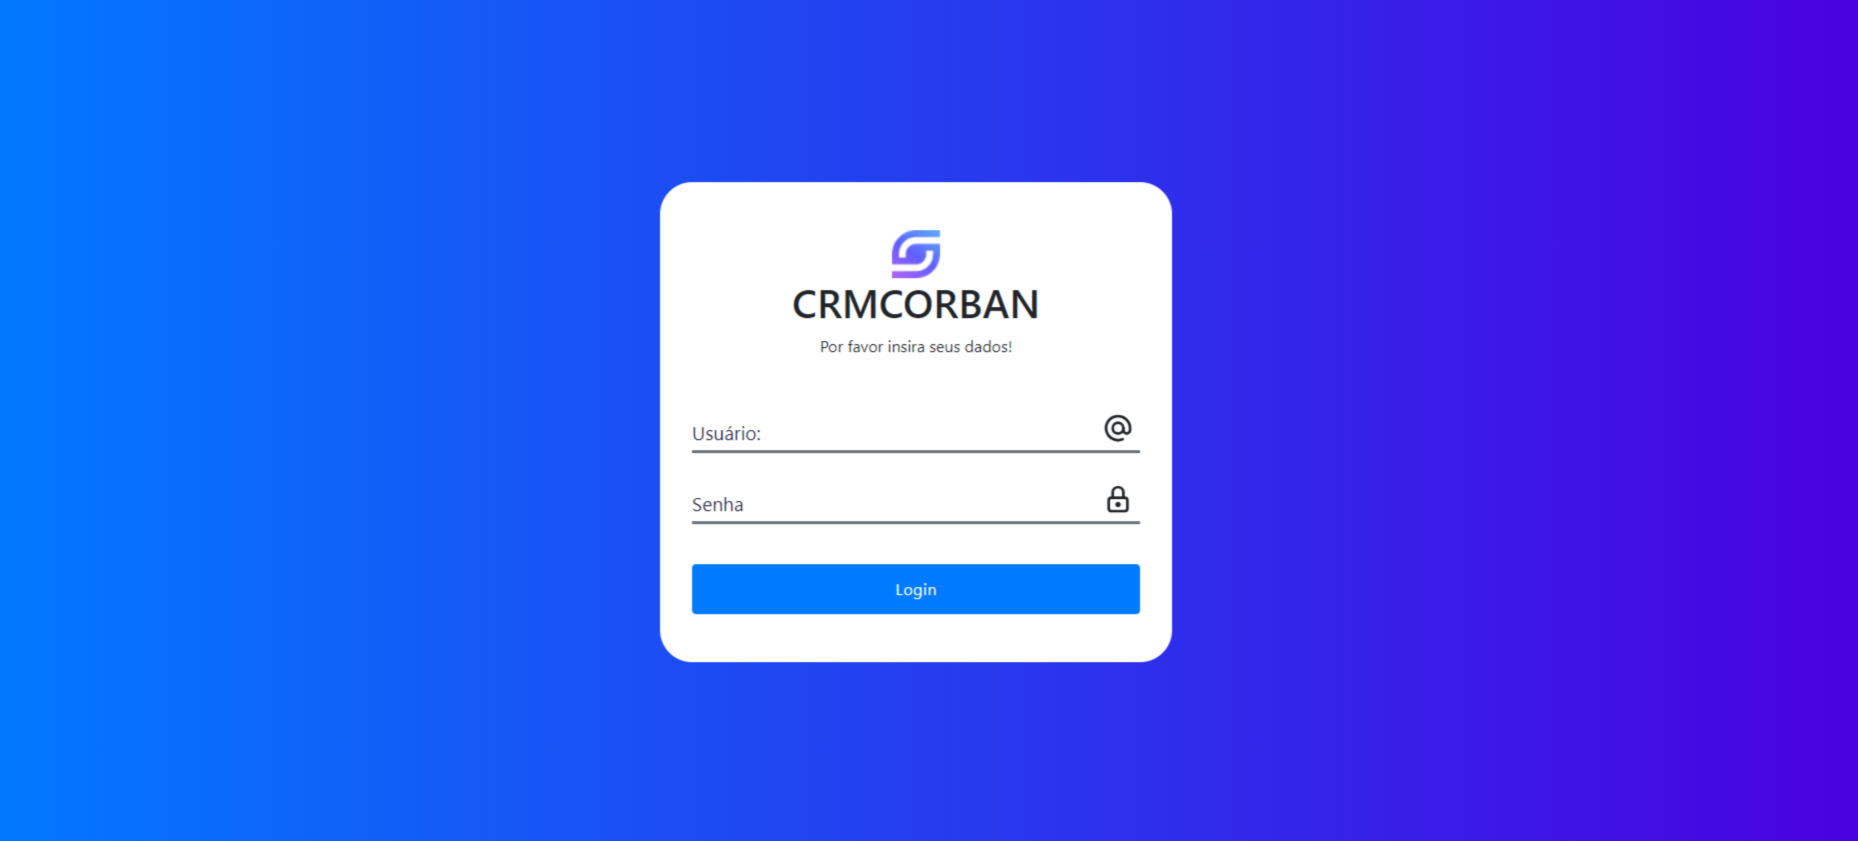 CRMCORBAN
Por favor insira seus dados!
Usuário:
Senha
Login